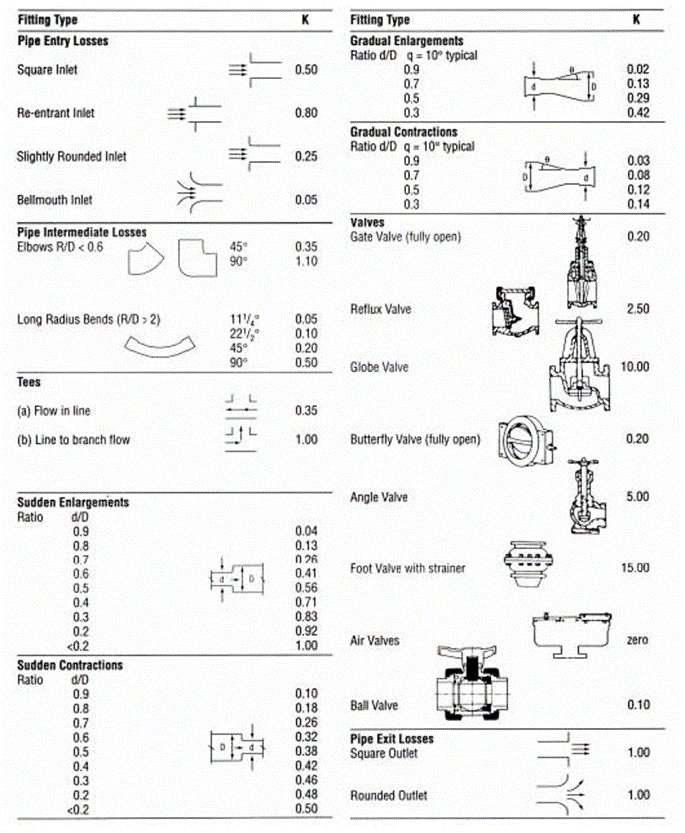 Fitting Type K
Pipe Entry Losses
Square Inlet 0.50
Re-entrant Inlet 0.80
Slightly Rounded Inlet 0.25
Bellmouth Inlet 0.05
Pipe Intermediate Losses
Elbows R/D < 0.6 45° 0.35
90° 1.10
Long Radius Bends (R/D > 2) 11¹/₄° 0.05
22¹/₂° 0.10
45° 0.20
90° 0.50
Tees
(a) Flow in line 0.35
(b) Line to branch flow 1.00
Sudden Enlargements
Ratio d/D
0.9 0.04
0.8 0.13
0.7 0.26
0.6 0.41
0.5 0.56
0.4 0.71
0.3 0.83
0.2 0.92
<0.2 1.00
d D
Sudden Contractions
Ratio d/D
0.9 0.10
0.8 0.18
0.7 0.26
0.6 0.32
0.5 0.38
0.4 0.42
0.3 0.46
0.2 0.48
<0.2 0.50
D d
Fitting Type K
Gradual Enlargements
Ratio d/D q = 10° typical
0.9 0.02
0.7 0.13
0.5 0.29
0.3 0.42
d θ D
Gradual Contractions
Ratio d/D q = 10° typical
0.9 0.03
0.7 0.08
0.5 0.12
0.3 0.14
D θ d
Valves
Gate Valve (fully open) 0.20
Reflux Valve 2.50
Globe Valve 10.00
Butterfly Valve (fully open) 0.20
Angle Valve 5.00
Foot Valve with strainer 15.00
Air Valves zero
Ball Valve 0.10
Pipe Exit Losses
Square Outlet 1.00
Rounded Outlet 1.00